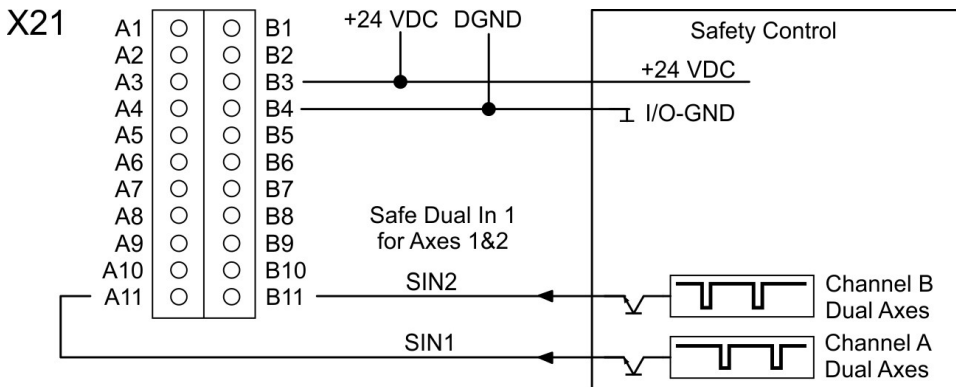 X21
+24 VDC DGND
Safety Control
A1 B1
A2 B2
A3 B3 +24 VDC
A4 B4 I/O-GND
A5 B5
A6 B6
A7 B7
A8 B8 Safe Dual In 1
A9 B9 for Axes 1&2
A10 B10
A11 B11 SIN2 Channel B
Dual Axes
SIN1 Channel A
Dual Axes